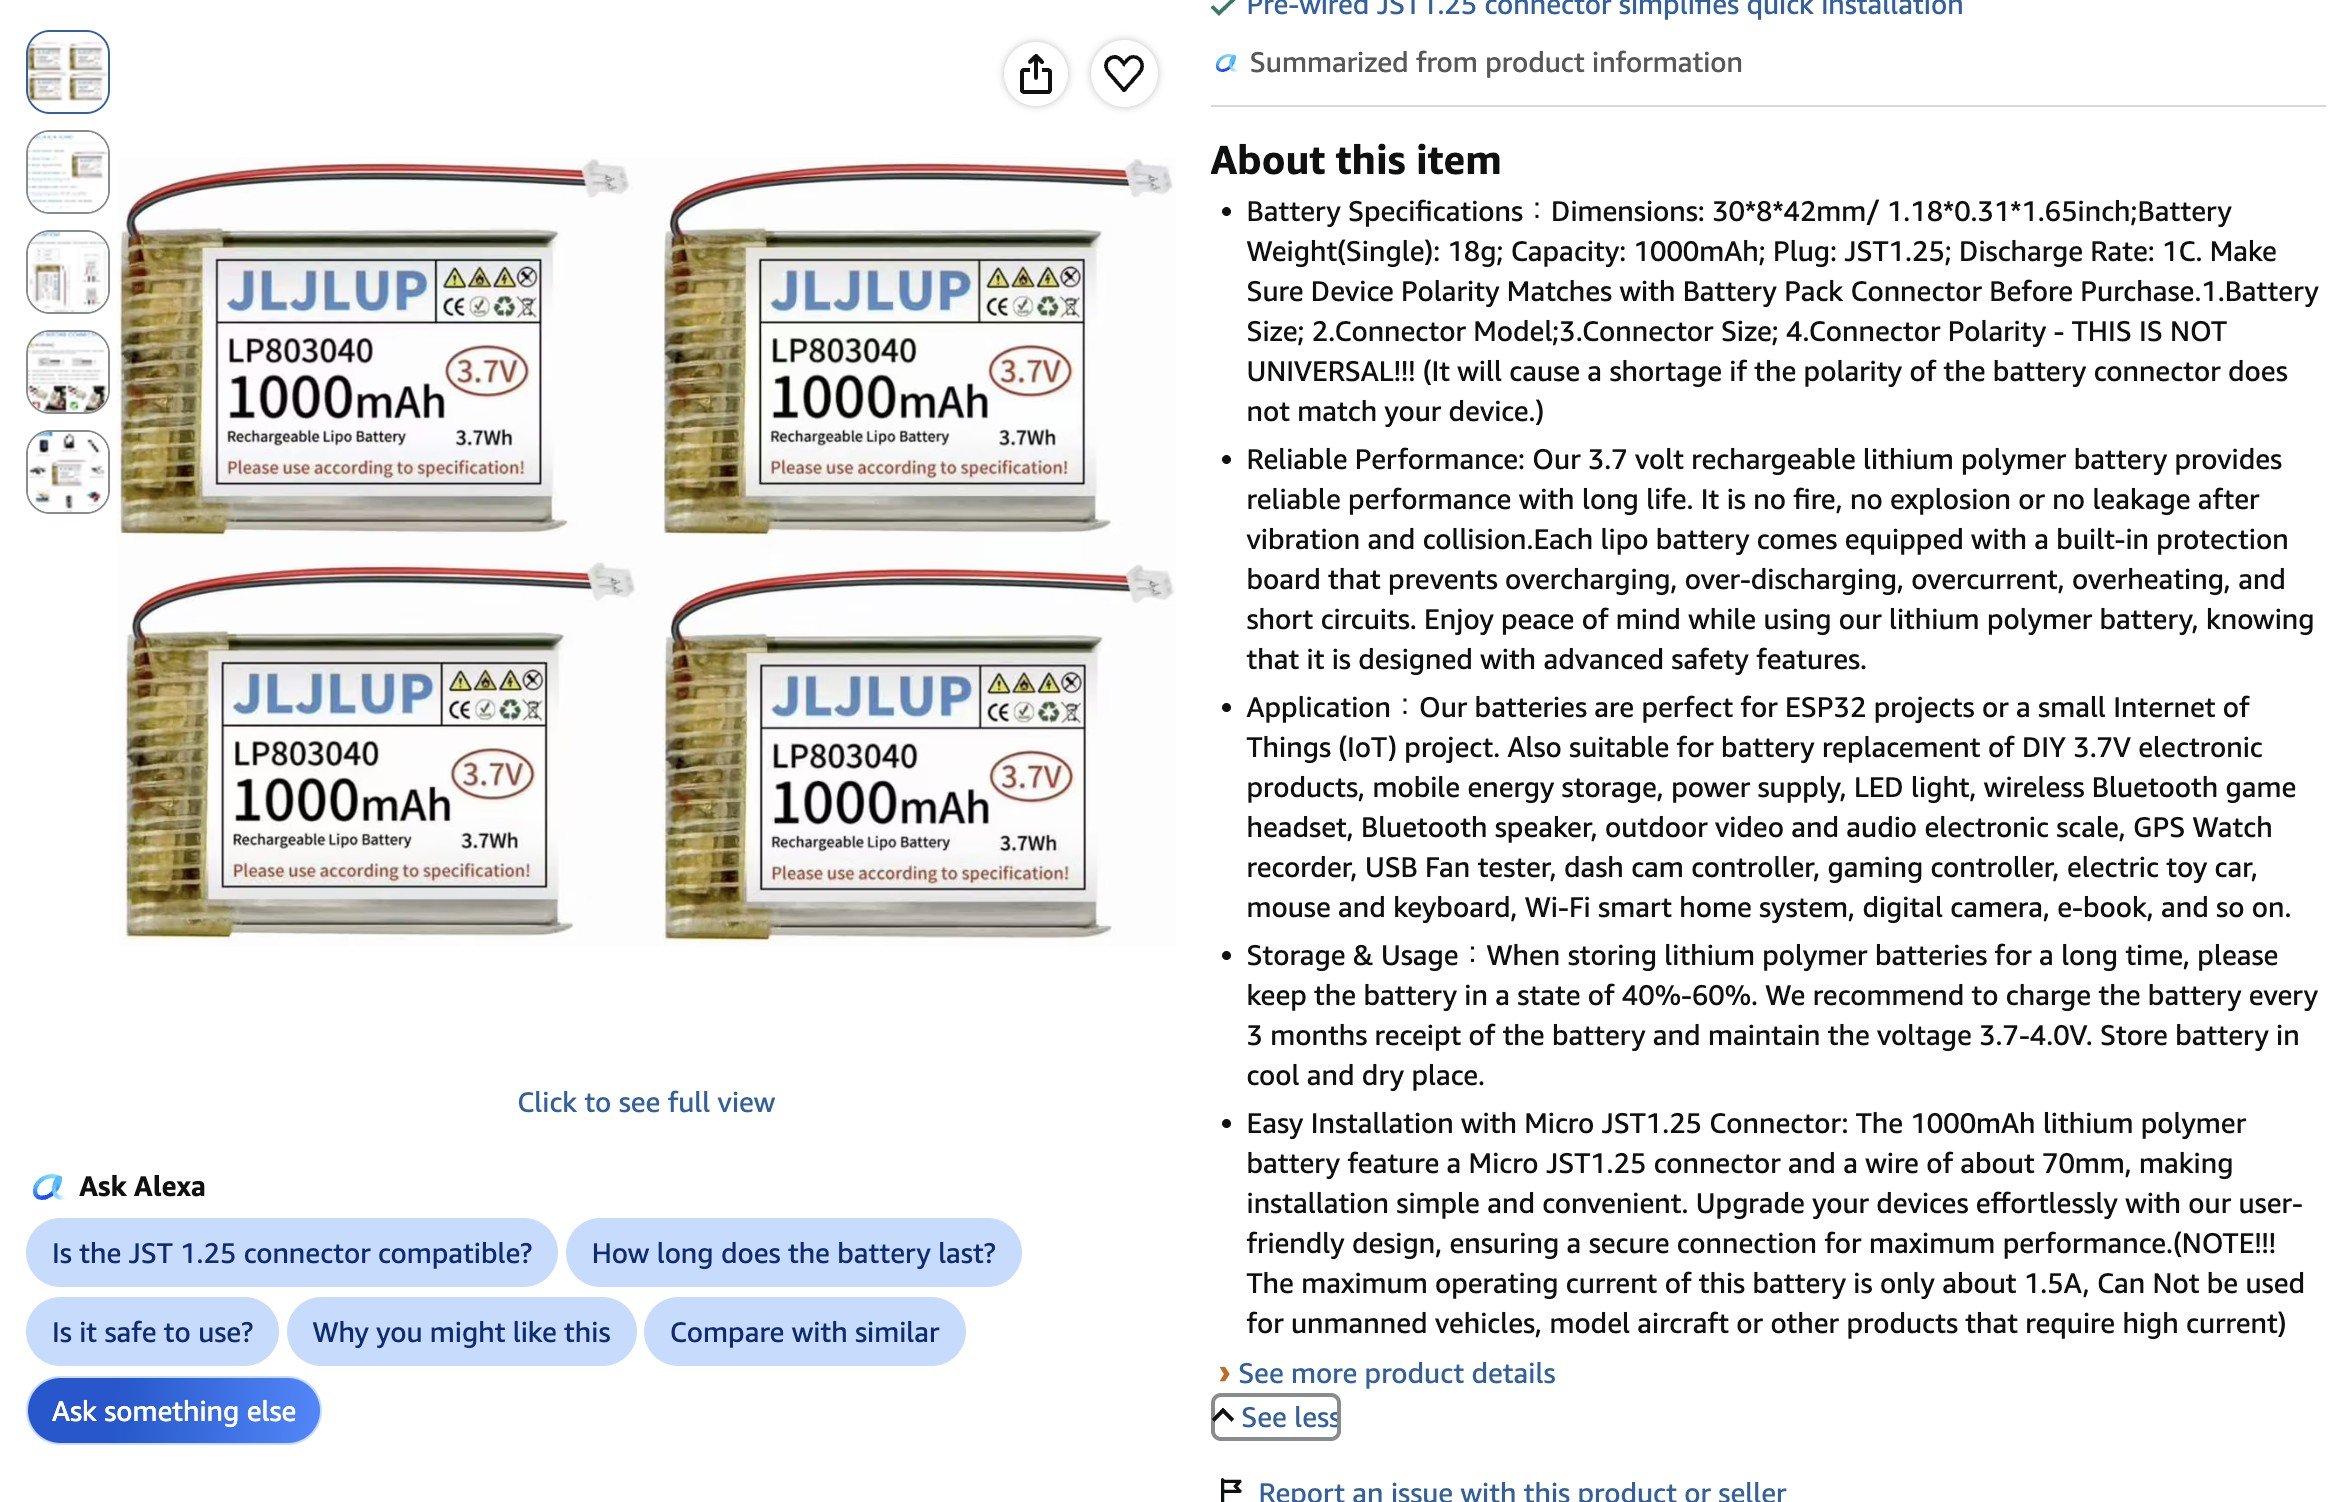 JLJLUP
LP803040
1000mAh
3.7V
Rechargeable Lipo Battery 3.7Wh
Please use according to specification!
JLJLUP
LP803040
1000mAh
3.7V
Rechargeable Lipo Battery 3.7Wh
Please use according to specification!
JLJLUP
LP803040
1000mAh
3.7V
Rechargeable Lipo Battery 3.7Wh
Please use according to specification!
JLJLUP
LP803040
1000mAh
3.7V
Rechargeable Lipo Battery 3.7Wh
Please use according to specification!
Click to see full view
Ask Alexa
Is the JST 1.25 connector compatible?
How long does the battery last?
Is it safe to use?
Why you might like this
Compare with similar
Ask something else
Pre-wired JST1.25 connector simplifies quick installation
Summarized from product information
About this item
Battery Specifications：Dimensions: 30*8*42mm/ 1.18*0.31*1.65inch;Battery
Weight(Single): 18g; Capacity: 1000mAh; Plug: JST1.25; Discharge Rate: 1C. Make
Sure Device Polarity Matches with Battery Pack Connector Before Purchase.1.Battery
Size; 2.Connector Model;3.Connector Size; 4.Connector Polarity - THIS IS NOT
UNIVERSAL!!! (It will cause a shortage if the polarity of the battery connector does
not match your device.)
Reliable Performance: Our 3.7 volt rechargeable lithium polymer battery provides
reliable performance with long life. It is no fire, no explosion or no leakage after
vibration and collision.Each lipo battery comes equipped with a built-in protection
board that prevents overcharging, over-discharging, overcurrent, overheating, and
short circuits. Enjoy peace of mind while using our lithium polymer battery, knowing
that it is designed with advanced safety features.
Application：Our batteries are perfect for ESP32 projects or a small Internet of
Things (IoT) project. Also suitable for battery replacement of DIY 3.7V electronic
products, mobile energy storage, power supply, LED light, wireless Bluetooth game
headset, Bluetooth speaker, outdoor video and audio electronic scale, GPS Watch
recorder, USB Fan tester, dash cam controller, gaming controller, electric toy car,
mouse and keyboard, Wi-Fi smart home system, digital camera, e-book, and so on.
Storage & Usage：When storing lithium polymer batteries for a long time, please
keep the battery in a state of 40%-60%. We recommend to charge the battery every
3 months receipt of the battery and maintain the voltage 3.7-4.0V. Store battery in
cool and dry place.
Easy Installation with Micro JST1.25 Connector: The 1000mAh lithium polymer
battery feature a Micro JST1.25 connector and a wire of about 70mm, making
installation simple and convenient. Upgrade your devices effortlessly with our user-
friendly design, ensuring a secure connection for maximum performance.(NOTE!!!
The maximum operating current of this battery is only about 1.5A, Can Not be used
for unmanned vehicles, model aircraft or other products that require high current)
See more product details
See less
Report an issue with this product or seller